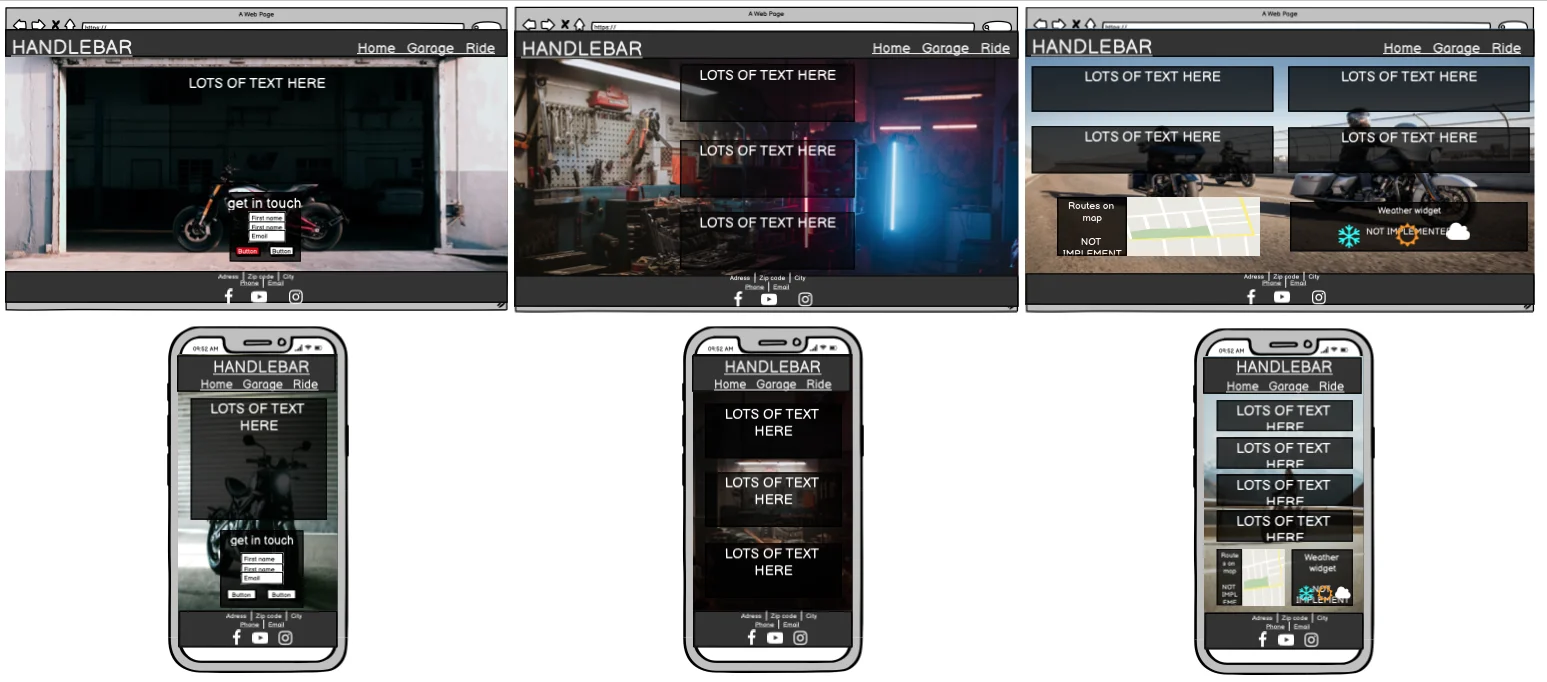 A Web Page
https://
HANDLEBAR
Home Garage Ride
LOTS OF TEXT HERE
get in touch
First name
First name
Email
Button Button
Adress Zip code City
Phone Email
A Web Page
https://
HANDLEBAR
Home Garage Ride
LOTS OF TEXT HERE
LOTS OF TEXT HERE
LOTS OF TEXT HERE
Adress Zip code City
Phone Email
A Web Page
https://
HANDLEBAR
Home Garage Ride
LOTS OF TEXT HERE LOTS OF TEXT HERE
LOTS OF TEXT HERE LOTS OF TEXT HERE
Routes on
map
NOT
IMPLEMENT
Weather widget
NOT IMPLEMENTE
Adress Zip code City
Phone Email
09:52 AM
HANDLEBAR
Home Garage Ride
LOTS OF TEXT
HERE
get in touch
First name
First name
Email
Button Button
Adress Zip code City
Phone Email
09:52 AM
HANDLEBAR
Home Garage Ride
LOTS OF TEXT
HERE
LOTS OF TEXT
HERE
LOTS OF TEXT
HERE
Adress Zip code City
Phone Email
09:52 AM
HANDLEBAR
Home Garage Ride
LOTS OF TEXT
HERE
LOTS OF TEXT
HERE
LOTS OF TEXT
HERE
LOTS OF TEXT
HERE
Route
s on
map
NOT
IMPL
EME
Weather
widget
NOT
IMPLEMENT
Adress Zip code City
Phone Email